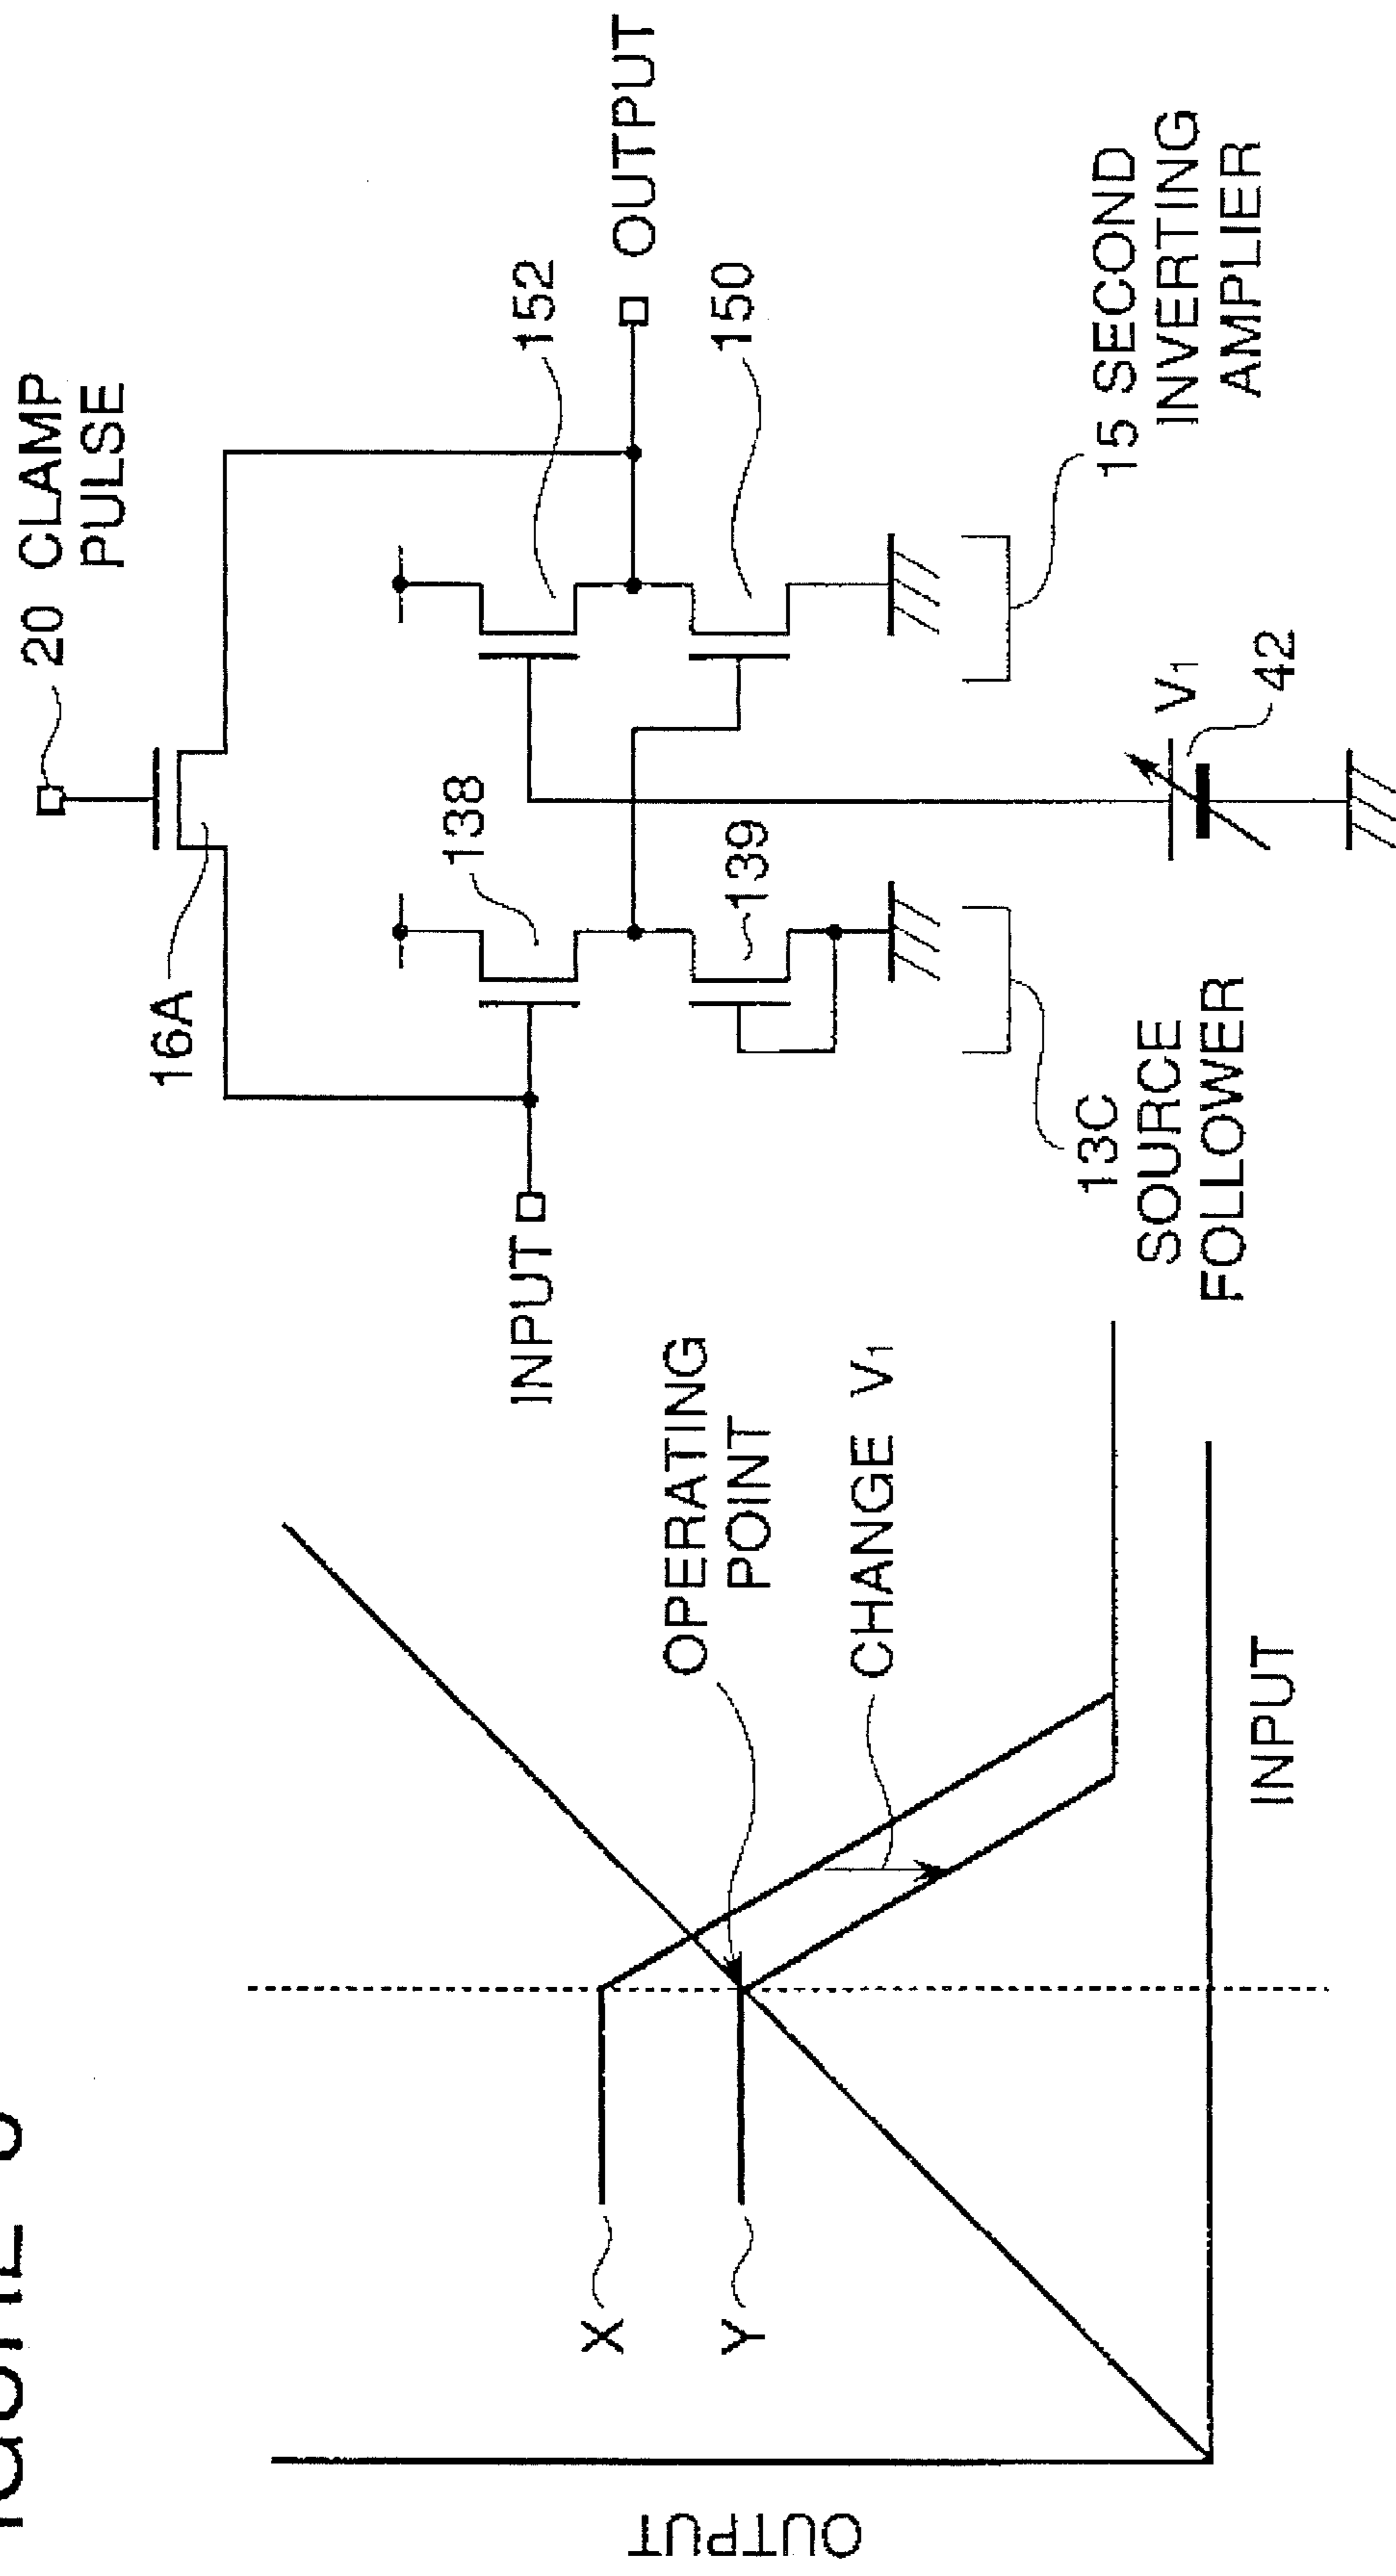 OUTPUT
X
Y
OPERATING
POINT
CHANGE V1
INPUT
20 CLAMP
PULSE
16A
INPUT
138
139
152
150
OUTPUT
13C
SOURCE
FOLLOWER
V1
42
15 SECOND
INVERTING
AMPLIER